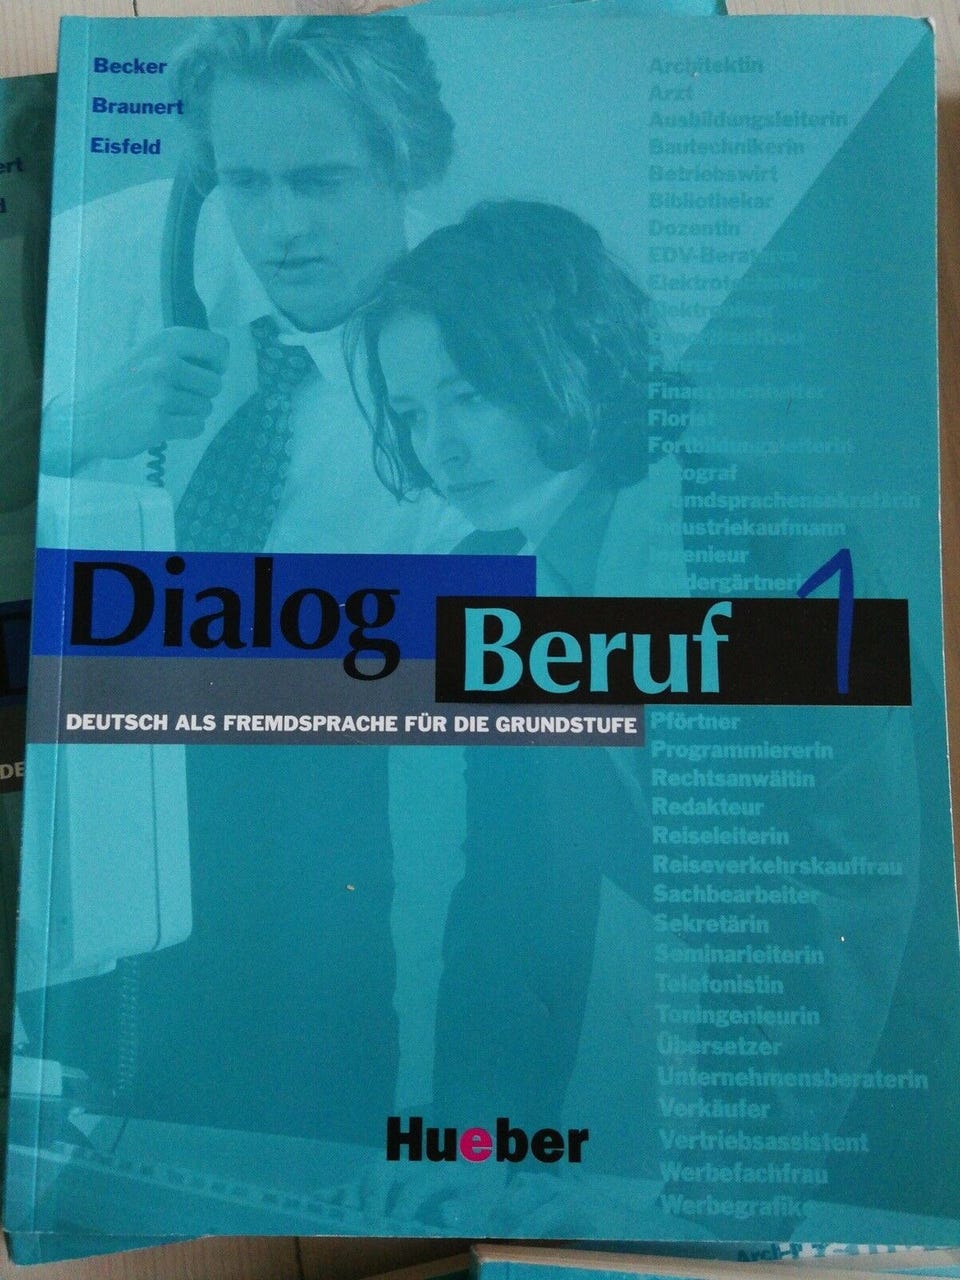 Becker
Braunert
Eisfeld
Architektin
Arzt
Ausbildungsleiterin
Bautechnikerin
Betriebswirt
Bibliothekar
Dozentin
Florist
Fortbildungsleiterin
Fremdsprachensekretärin
Industriekaufmann
Ingenieur
Dialog
Beruf 1
DEUTSCH ALS FREMDSPRACHE FÜR DIE GRUNDSTUFE
Pförtner
Programmiererin
Rechtsanwältin
Redakteur
Reiseleiterin
Reiseverkehrskauffrau
Sachbearbeiter
Sekretärin
Seminarleiterin
Telefonistin
Toningenieurin
Übersetzer
Unternehmensberaterin
Verkäufer
Vertriebsassistent
Werbefachfrau
Hueber